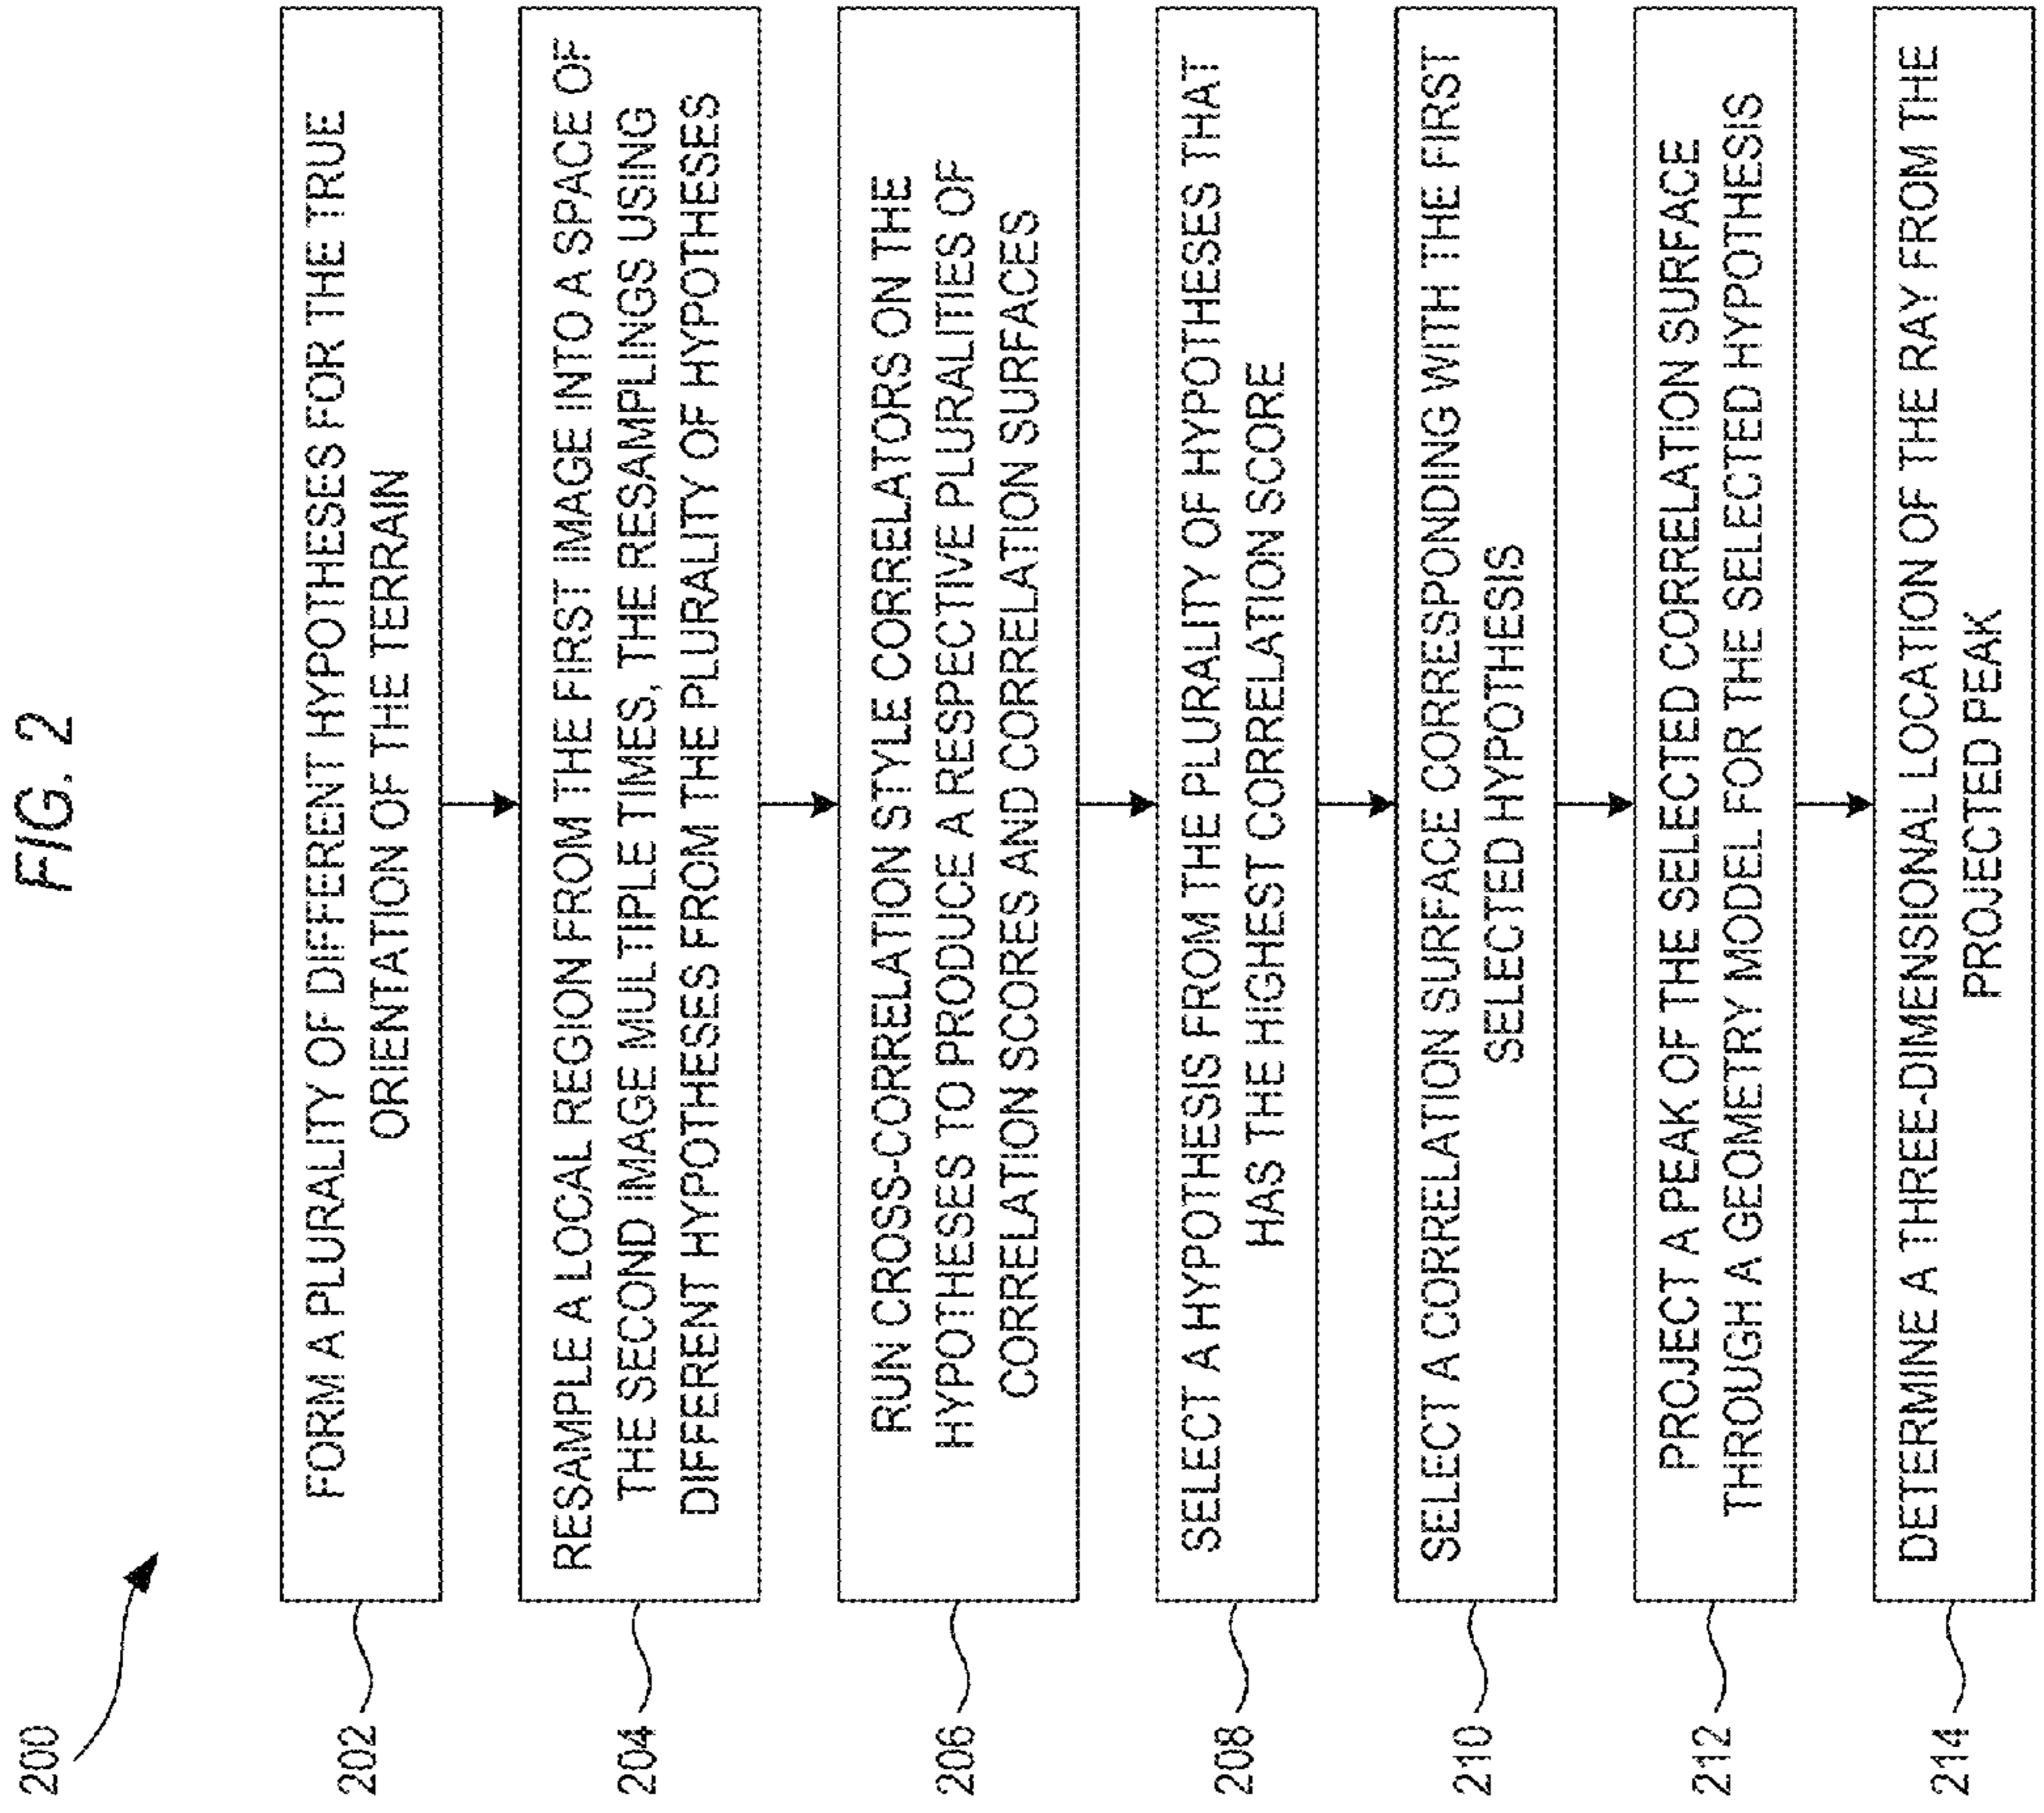 FIG. 2
200
202
FORM A PLURALITY OF DIFFERENT HYPOTHESES FOR THE TRUE
ORIENTATION OF THE TERRAIN
204
RESAMPLE A LOCAL REGION FROM THE FIRST IMAGE INTO A SPACE OF
THE SECOND IMAGE MULTIPLE TIMES, THE RESAMPLINGS USING
DIFFERENT HYPOTHESES FROM THE PLURALITY OF HYPOTHESES
206
RUN CROSS-CORRELATION STYLE CORRELATORS ON THE
HYPOTHESES TO PRODUCE A RESPECTIVE PLURALITIES OF
CORRELATION SCORES AND CORRELATION SURFACES
208
SELECT A HYPOTHESIS FROM THE PLURALITY OF HYPOTHESES THAT
HAS THE HIGHEST CORRELATION SCORE
210
SELECT A CORRELATION SURFACE CORRESPONDING WITH THE FIRST
SELECTED HYPOTHESIS
212
PROJECT A PEAK OF THE SELECTED CORRELATION SURFACE
THROUGH A GEOMETRY MODEL FOR THE SELECTED HYPOTHESIS
214
DETERMINE A THREE-DIMENSIONAL LOCATION OF THE RAY FROM THE
PROJECTED PEAK